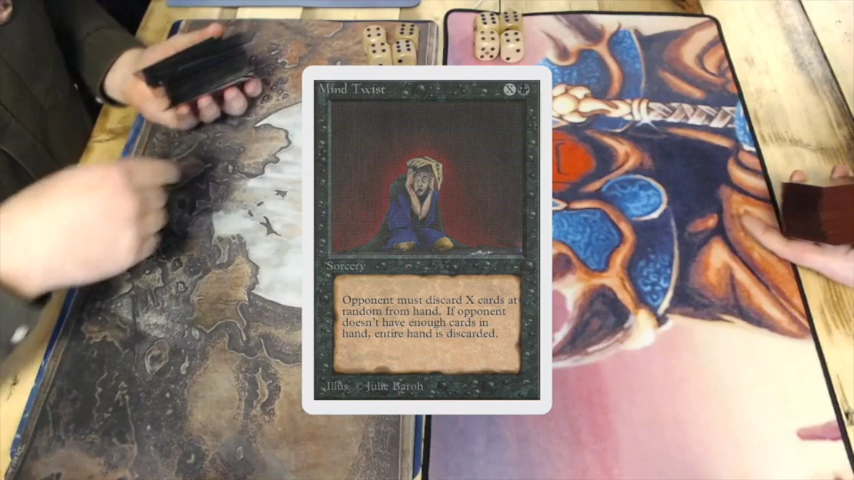 Mind Twist
X
Sorcery
Opponent must discard X cards at
random from hand. If opponent
doesn't have enough cards in
hand, entire hand is discarded.
Illus. © Julie Baroh